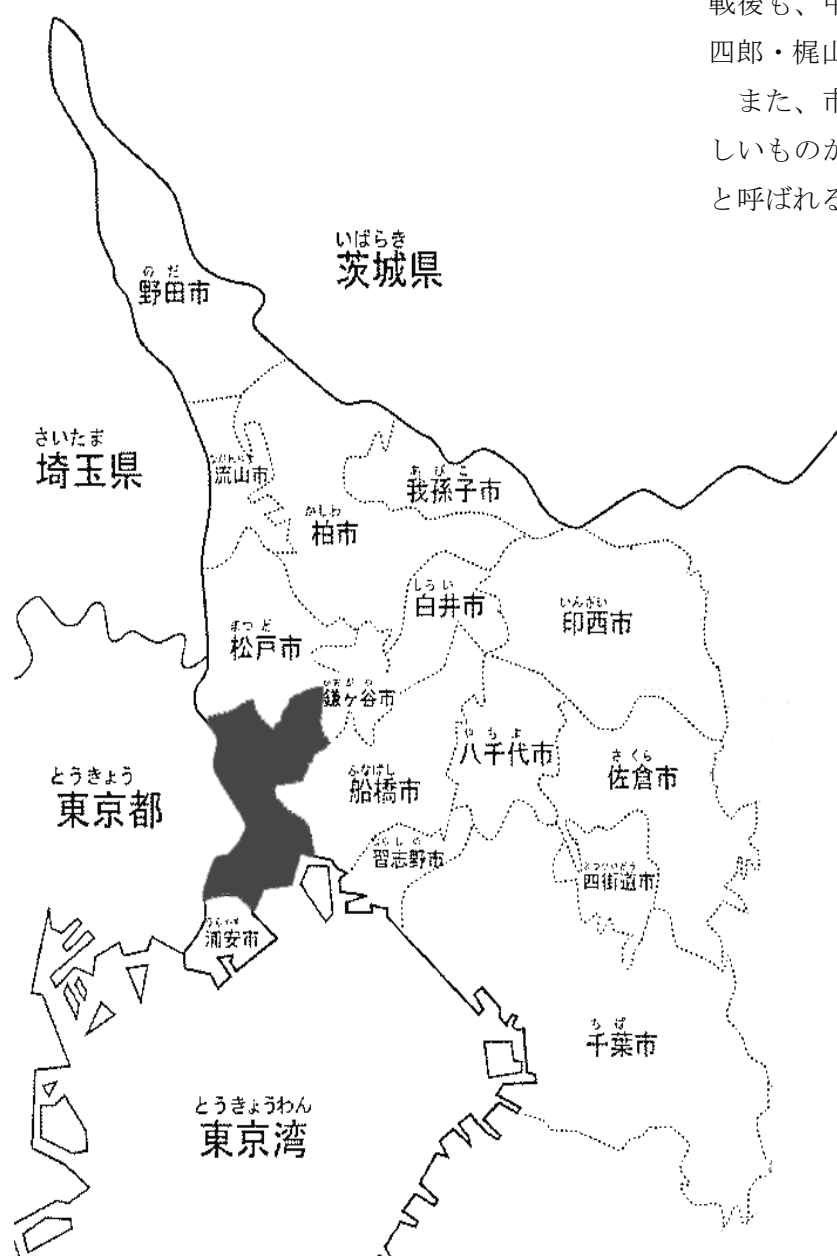 戦後も、中
四郎・梶山
また、市
しいものが
と呼ばれる
いばらき
茨城県
のだ
野田市
さいたま
埼玉県
流山市
あびこ
我孫子市
かしわ
柏市
しろい
白井市
いんざい
印西市
まつど
松戸市
鎌ヶ谷市
やちよ
八千代市
さくら
佐倉市
とうきょう
東京都
ふなばし
船橋市
ならしの
習志野市
四街道市
浦安市
ちば
千葉市
とうきょうわん
東京湾